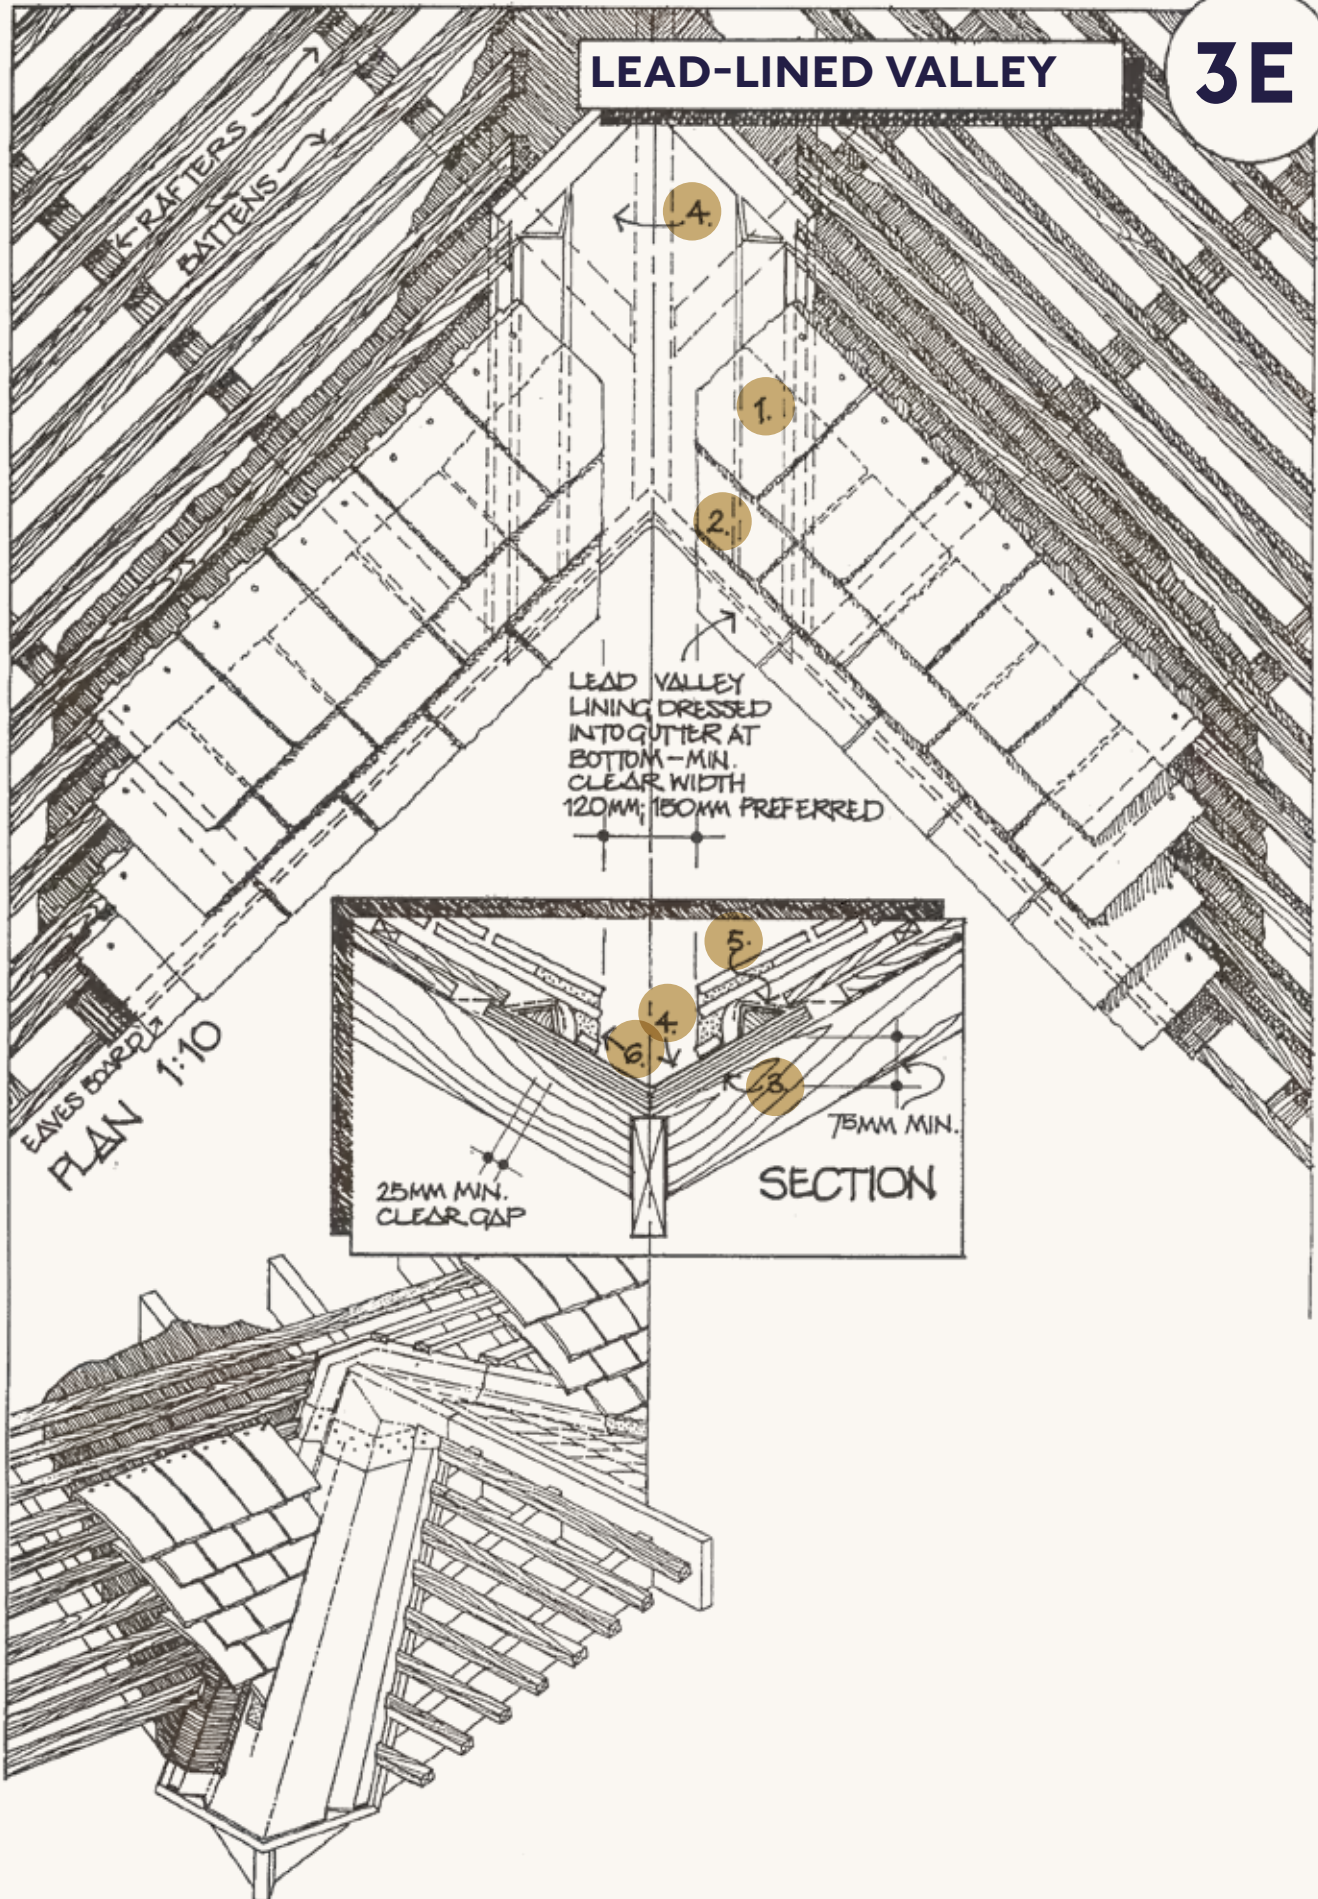 LEAD-LINED VALLEY
3E
RAFTERS
BATTENS
4.
1.
2.
LEAD VALLEY
LINING DRESSED
INTO GUTTER AT
BOTTOM - MIN.
CLEAR WIDTH
120MM; 150MM PREFERRED
EAVES BOARD
PLAN 1:10
5.
4.
6.
3.
75MM MIN.
25MM MIN.
CLEAR GAP
SECTION